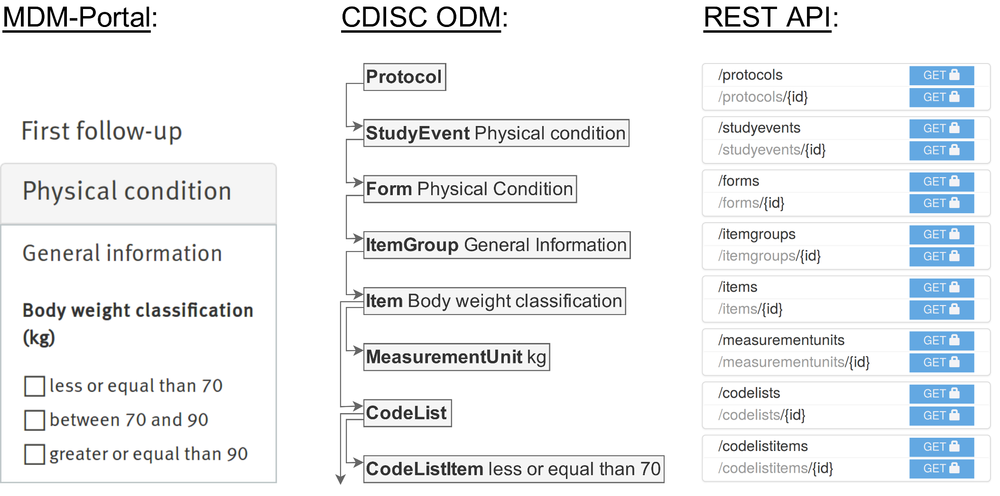 MDM-Portal:
First follow-up
Physical condition
General information
Body weight classification
(kg)
less or equal than 70
between 70 and 90
greater or equal than 90
CDISC ODM:
Protocol
StudyEvent Physical condition
Form Physical Condition
ItemGroup General Information
Item Body weight classification
MeasurementUnit kg
CodeList
CodeListItem less or equal than 70
REST API:
/protocols GET
/protocols/{id} GET
/studyevents GET
/studyevents/{id} GET
/forms GET
/forms/{id} GET
/itemgroups GET
/itemgroups/{id} GET
/items GET
/items/{id} GET
/measurementunits GET
/measurementunits/{id} GET
/codelists GET
/codelists/{id} GET
/codelistitems GET
/codelistitems/{id} GET